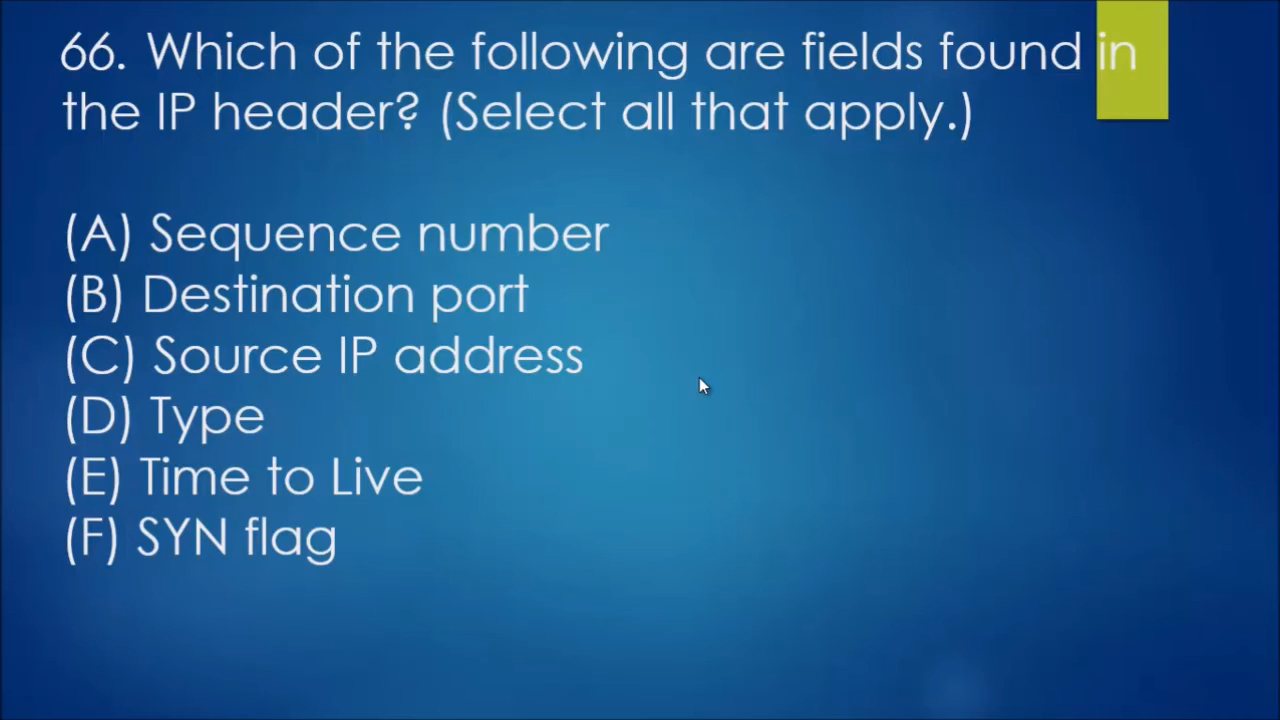 66. Which of the following are fields found in
the IP header? (Select all that apply.)
(A) Sequence number
(B) Destination port
(C) Source IP address
(D) Type
(E) Time to Live
(F) SYN flag